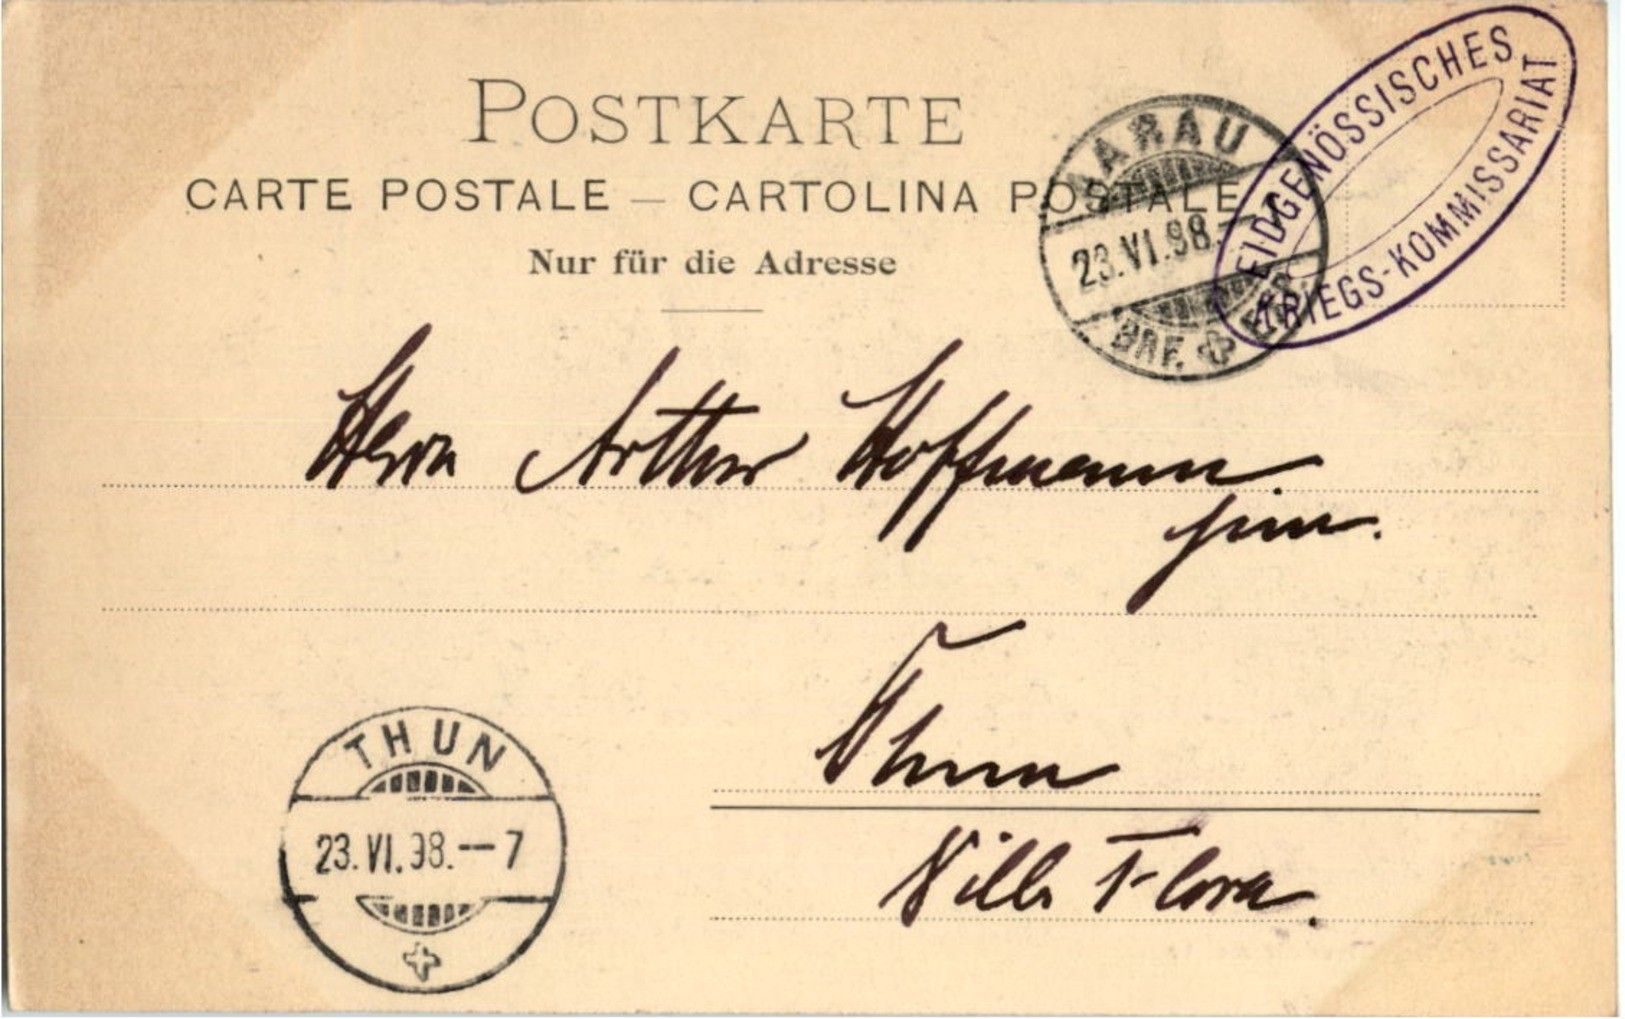 POSTKARTE
CARTE POSTALE — CARTOLINA POSTALE
Nur für die Adresse
AARAU
23.VI.98.
BRF. EXP.
EIDGENÖSSISCHES
KRIEGS-KOMMISSARIAT
Herrn Arthur Hoffmann
jun.
Thun
Villa Flora.
THUN
23.VI.98.—7